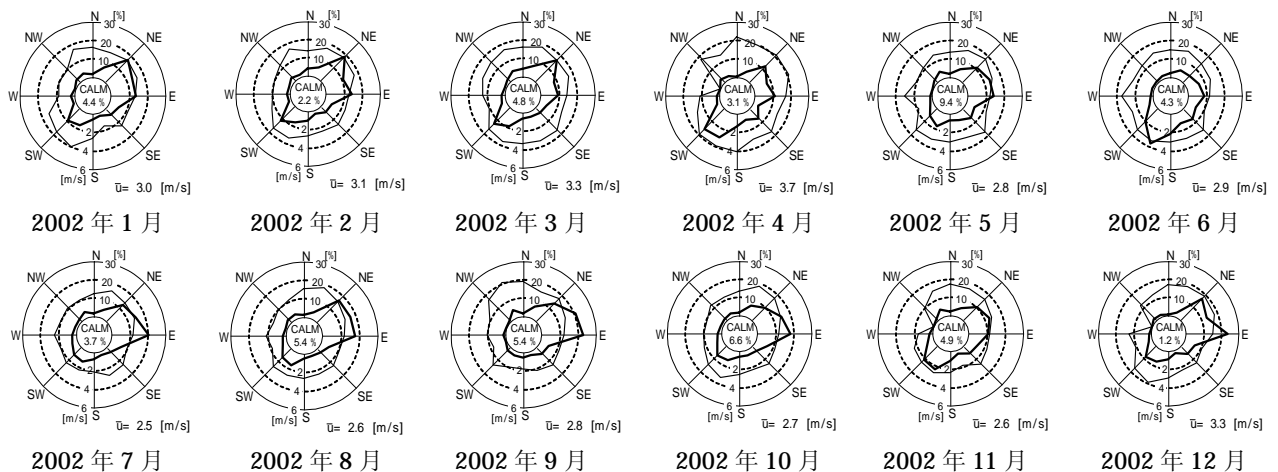 N [%]
30
NW NE
20
10
CALM
W E
4.4 %
2
4
SW SE
6
[m/s] S
ū= 3.0 [m/s]
2002 年 1 月
N [%]
30
NW NE
20
10
CALM
W E
2.2 %
2
4
SW SE
6
[m/s] S
ū= 3.1 [m/s]
2002 年 2 月
N [%]
30
NW NE
20
10
CALM
W E
4.8 %
2
4
SW SE
6
[m/s] S
ū= 3.3 [m/s]
2002 年 3 月
N [%]
30
NW NE
20
10
CALM
W E
3.1 %
2
4
SW SE
6
[m/s] S
ū= 3.7 [m/s]
2002 年 4 月
N [%]
30
NW NE
20
10
CALM
W E
9.4 %
2
4
SW SE
6
[m/s] S
ū= 2.8 [m/s]
2002 年 5 月
N [%]
30
NW NE
20
10
CALM
W E
4.3 %
2
4
SW SE
6
[m/s] S
ū= 2.9 [m/s]
2002 年 6 月
N [%]
30
NW NE
20
10
CALM
W E
3.7 %
2
4
SW SE
6
[m/s] S
ū= 2.5 [m/s]
2002 年 7 月
N [%]
30
NW NE
20
10
CALM
W E
5.4 %
2
4
SW SE
6
[m/s] S
ū= 2.6 [m/s]
2002 年 8 月
N [%]
30
NW NE
20
10
CALM
W E
5.4 %
2
4
SW SE
6
[m/s] S
ū= 2.8 [m/s]
2002 年 9 月
N [%]
30
NW NE
20
10
CALM
W E
6.6 %
2
4
SW SE
6
[m/s] S
ū= 2.7 [m/s]
2002 年 10 月
N [%]
30
NW NE
20
10
CALM
W E
4.9 %
2
4
SW SE
6
[m/s] S
ū= 2.6 [m/s]
2002 年 11 月
N [%]
30
NW NE
20
10
CALM
W E
1.2 %
2
4
SW SE
6
[m/s] S
ū= 3.3 [m/s]
2002 年 12 月